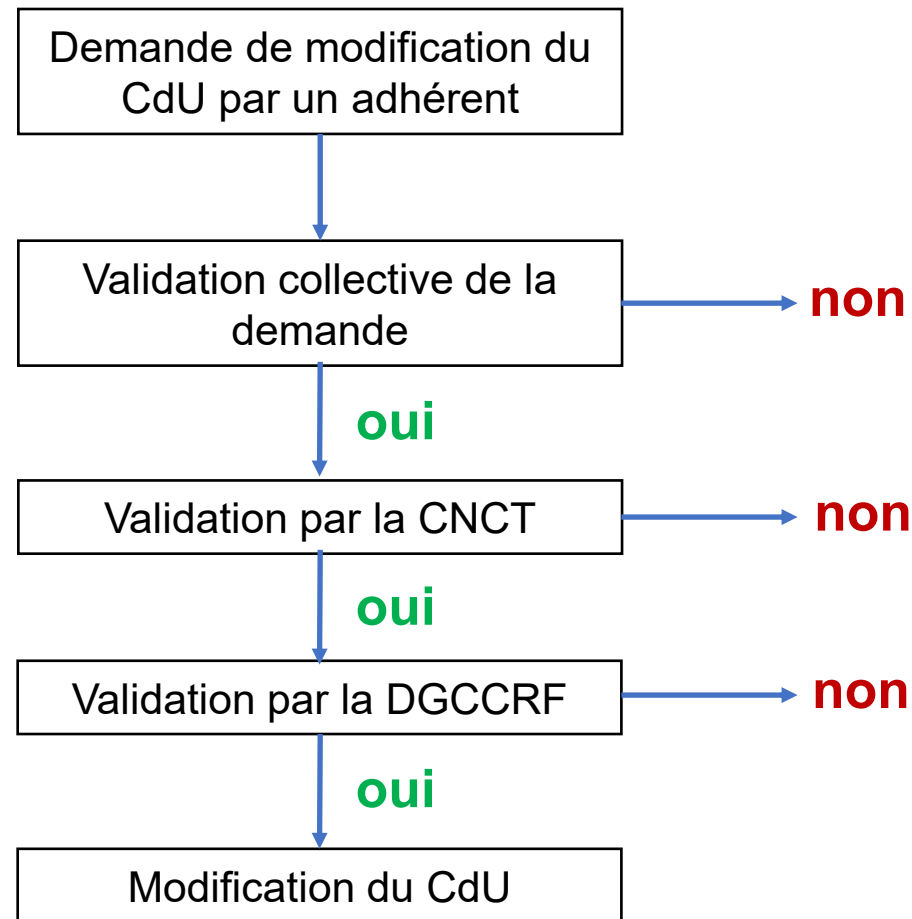 Demande de modification du
CdU par un adhérent
Validation collective de la
demande
non
oui
Validation par la CNCT
non
oui
Validation par la DGCCRF
non
oui
Modification du CdU